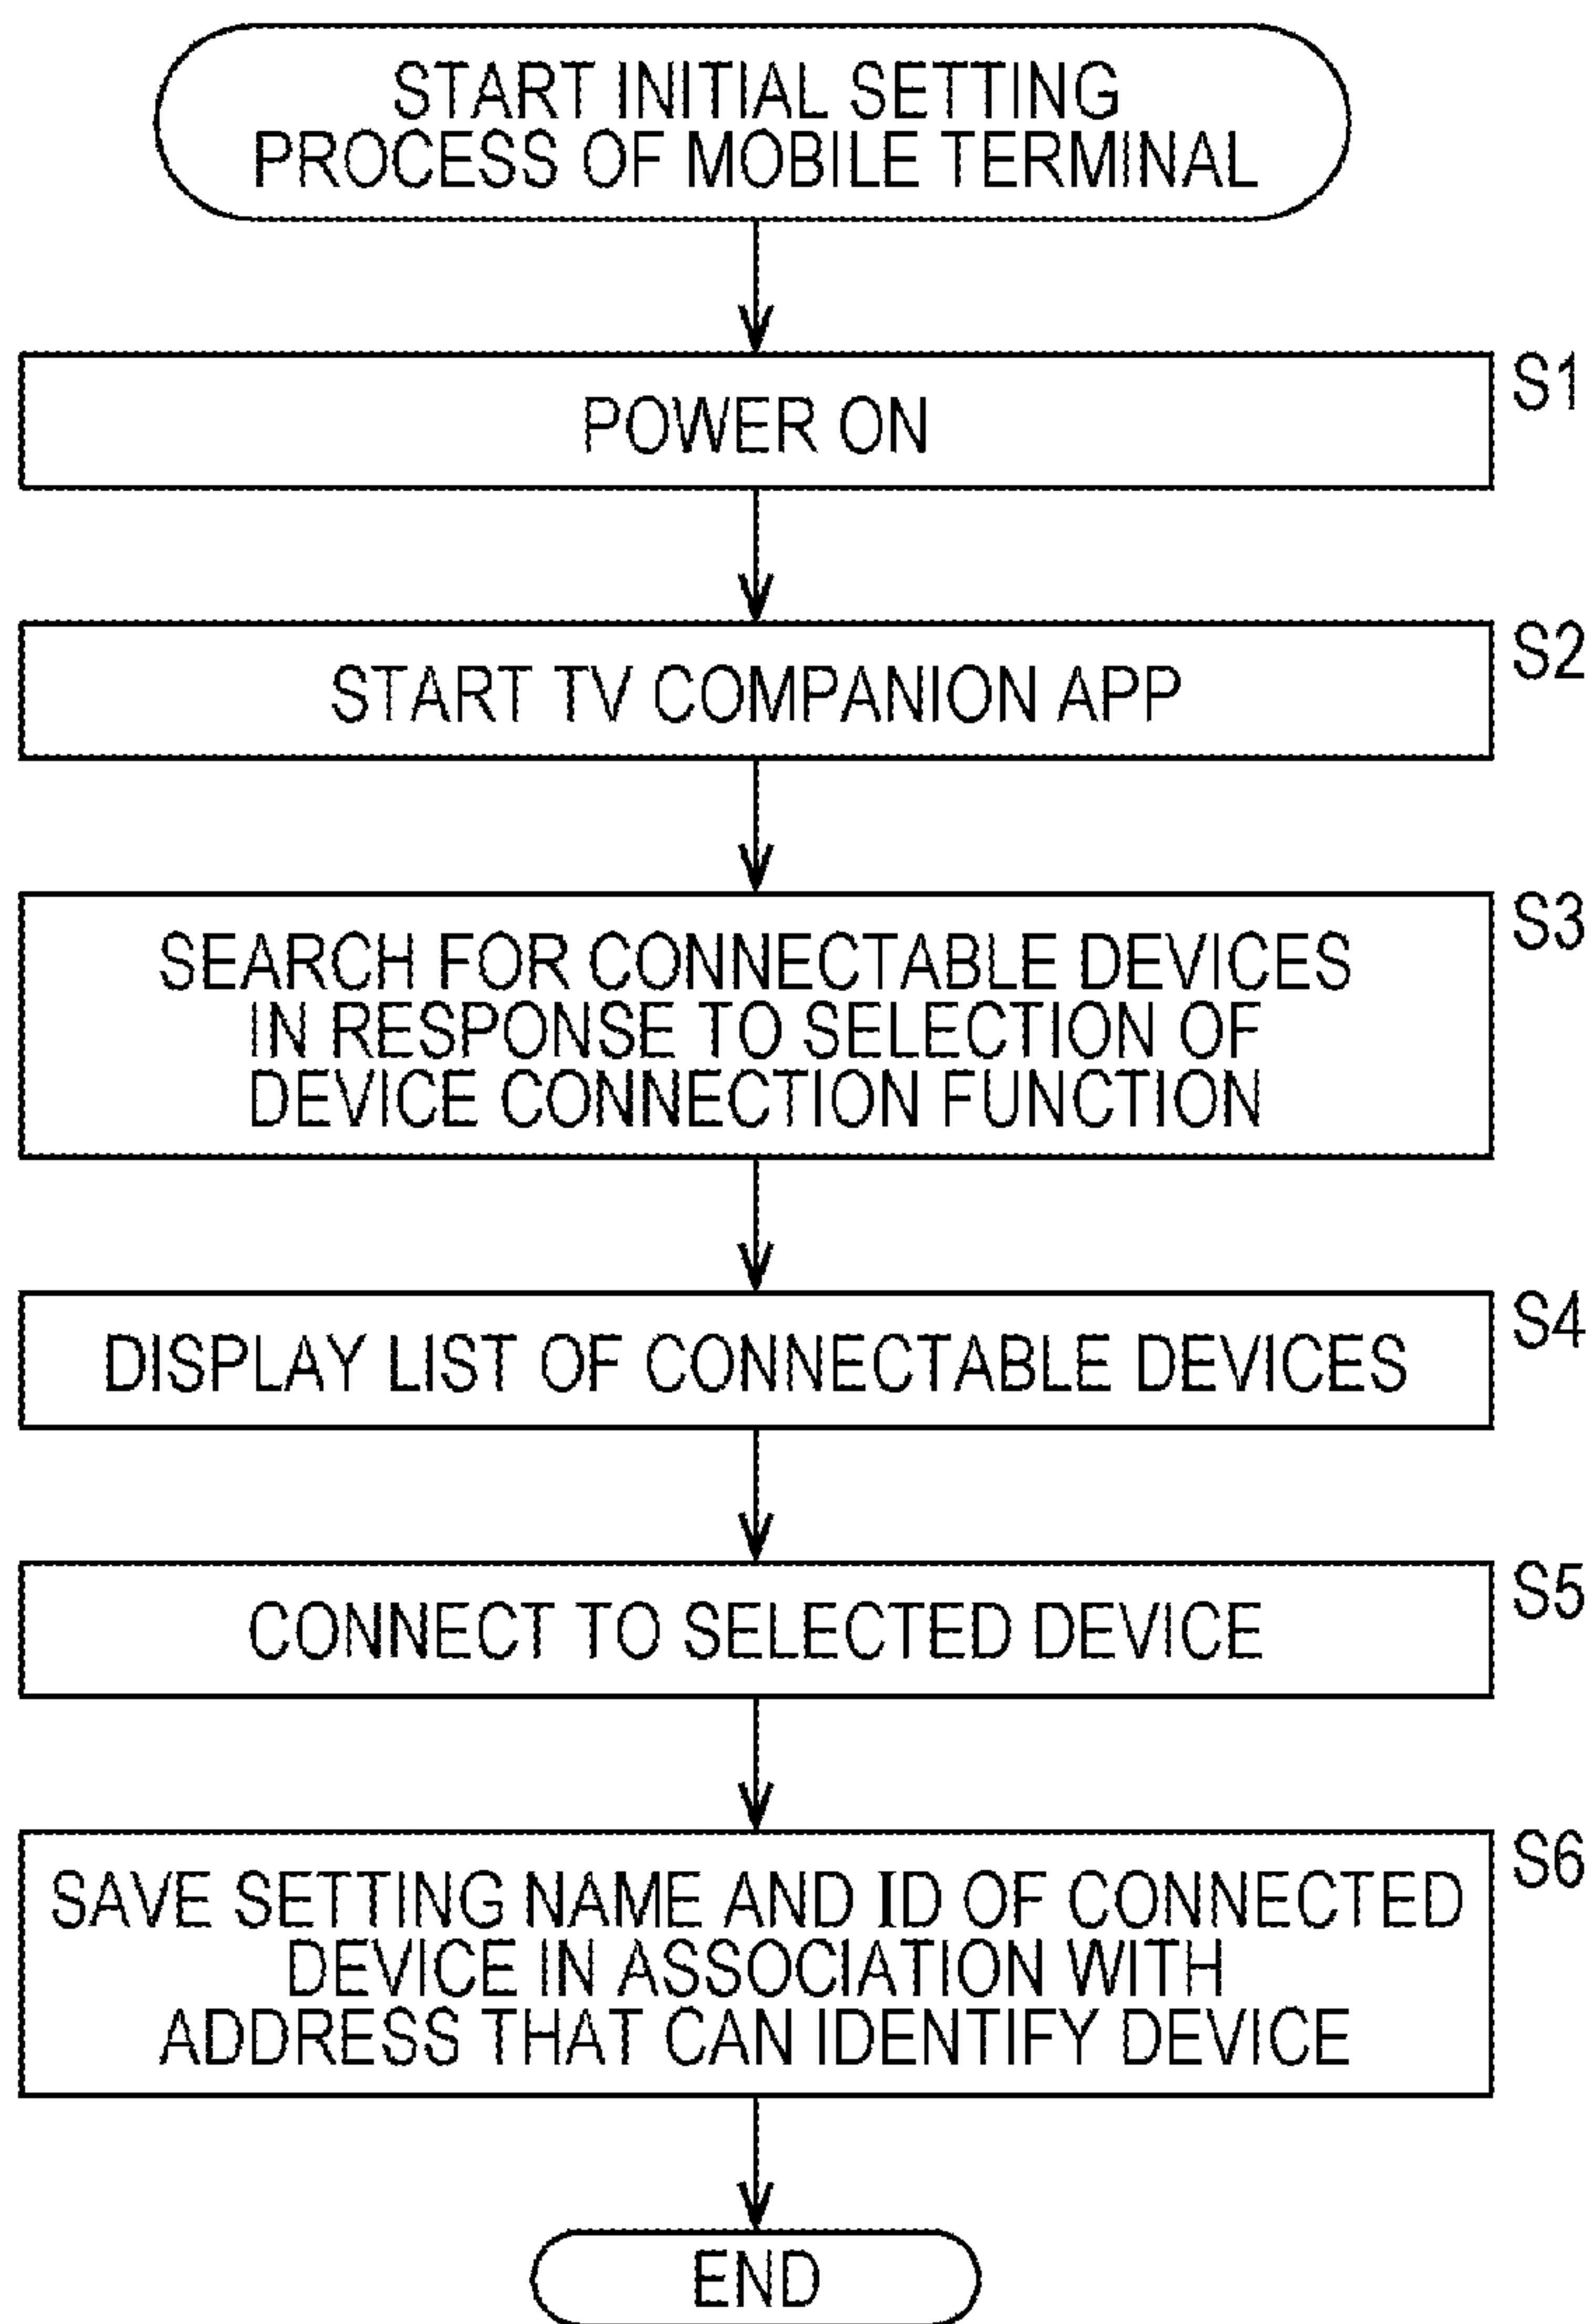 START INITIAL SETTING
PROCESS OF MOBILE TERMINAL
S1
POWER ON
S2
START TV COMPANION APP
S3
SEARCH FOR CONNECTABLE DEVICES
IN RESPONSE TO SELECTION OF
DEVICE CONNECTION FUNCTION
S4
DISPLAY LIST OF CONNECTABLE DEVICES
S5
CONNECT TO SELECTED DEVICE
S6
SAVE SETTING NAME AND ID OF CONNECTED
DEVICE IN ASSOCIATION WITH
ADDRESS THAT CAN IDENTIFY DEVICE
END